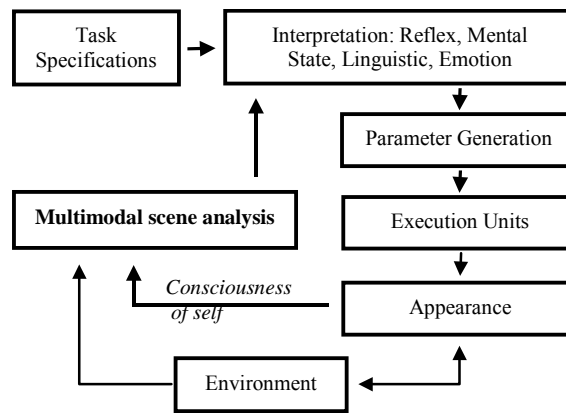 Task
Specifications
Interpretation: Reflex, Mental
State, Linguistic, Emotion
Parameter Generation
Multimodal scene analysis
Execution Units
Consciousness
of self
Appearance
Environment